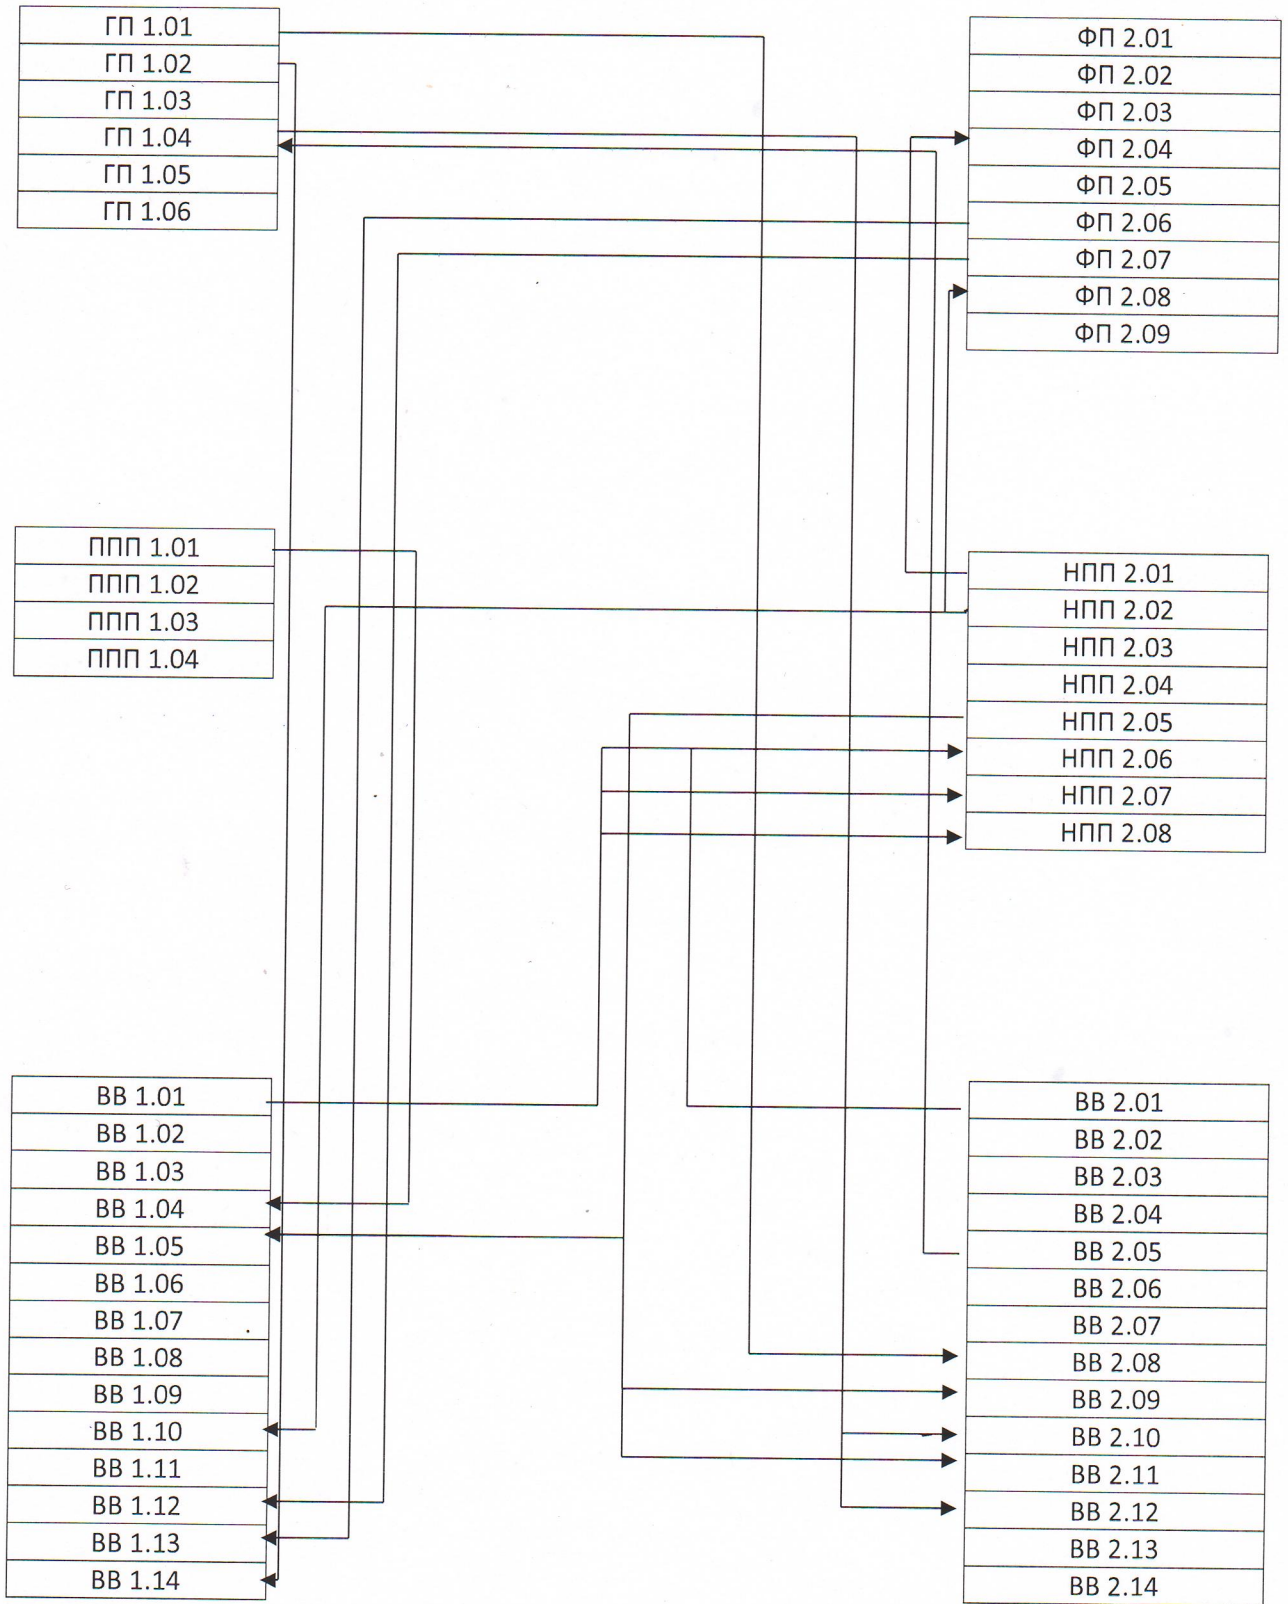 ГП 1.01
ГП 1.02
ГП 1.03
ГП 1.04
ГП 1.05
ГП 1.06
ФП 2.01
ФП 2.02
ФП 2.03
ФП 2.04
ФП 2.05
ФП 2.06
ФП 2.07
ФП 2.08
ФП 2.09
ППП 1.01
ППП 1.02
ППП 1.03
ППП 1.04
НПП 2.01
НПП 2.02
НПП 2.03
НПП 2.04
НПП 2.05
НПП 2.06
НПП 2.07
НПП 2.08
ВВ 1.01
ВВ 1.02
ВВ 1.03
ВВ 1.04
ВВ 1.05
ВВ 1.06
ВВ 1.07
ВВ 1.08
ВВ 1.09
ВВ 1.10
ВВ 1.11
ВВ 1.12
ВВ 1.13
ВВ 1.14
ВВ 2.01
ВВ 2.02
ВВ 2.03
ВВ 2.04
ВВ 2.05
ВВ 2.06
ВВ 2.07
ВВ 2.08
ВВ 2.09
ВВ 2.10
ВВ 2.11
ВВ 2.12
ВВ 2.13
ВВ 2.14